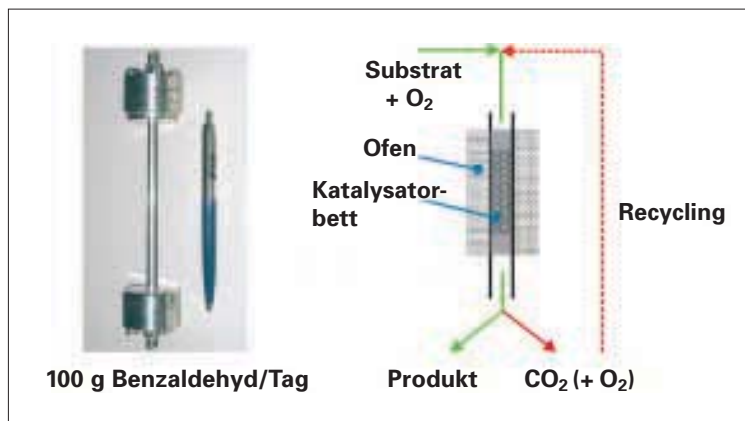 Substrat
+ O₂
Ofen
Katalysator-
bett
Recycling
100 g Benzaldehyd/Tag
Produkt
CO₂ (+ O₂)